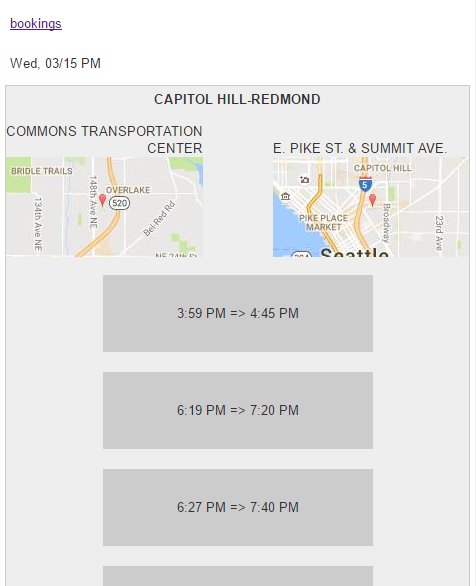 bookings
Wed, 03/15 PM
CAPITOL HILL-REDMOND
COMMONS TRANSPORTATION
CENTER
E. PIKE ST. & SUMMIT AVE.
BRIDLE TRAILS
148th Ave NE
OVERLAKE
520
134th Ave NE
Bel-Red Rd
NE 24th St
CAPITOL HILL
5
PIKE PLACE
MARKET
Broadway
23rd Ave
Seattle
3:59 PM => 4:45 PM
6:19 PM => 7:20 PM
6:27 PM => 7:40 PM